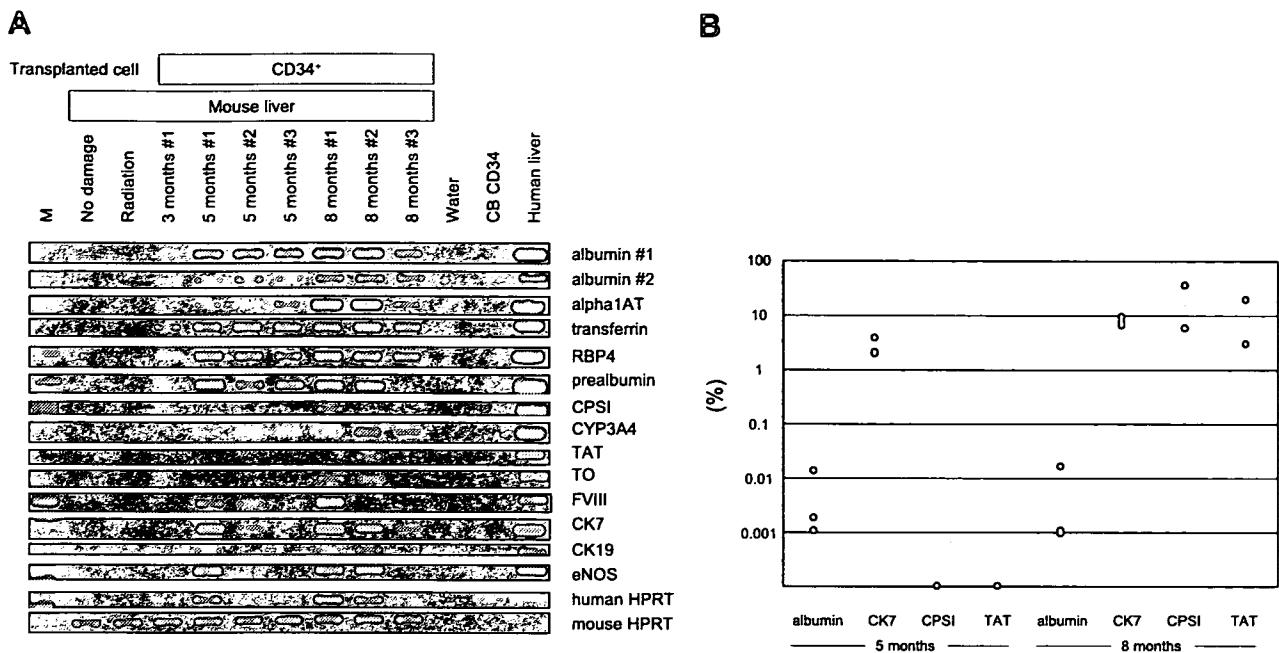 A
Transplanted cell
CD34+
Mouse liver
M
No damage
Radiation
3 months #1
5 months #1
5 months #2
5 months #3
8 months #1
8 months #2
8 months #3
Water
CB CD34
Human liver
albumin #1
albumin #2
alpha1AT
transferrin
RBP4
prealbumin
CPSI
CYP3A4
TAT
TO
FVIII
CK7
CK19
eNOS
human HPRT
mouse HPRT
B
(%)
100
10
1
0.1
0.01
0.001
albumin CK7 CPSI TAT albumin CK7 CPSI TAT
5 months 8 months